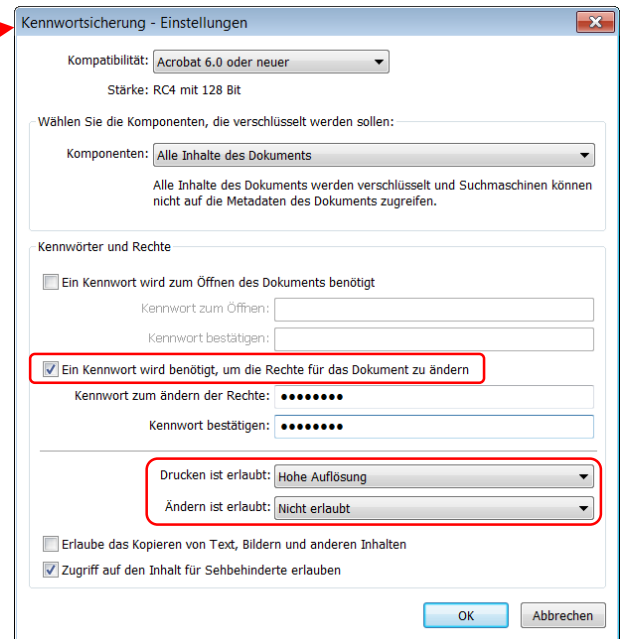 Kennwortsicherung - Einstellungen
Kompatibilität: Acrobat 6.0 oder neuer
Stärke: RC4 mit 128 Bit
Wählen Sie die Komponenten, die verschlüsselt werden sollen:
Komponenten: Alle Inhalte des Dokuments
Alle Inhalte des Dokuments werden verschlüsselt und Suchmaschinen können
nicht auf die Metadaten des Dokuments zugreifen.
Kennwörter und Rechte
Ein Kennwort wird zum Öffnen des Dokuments benötigt
Kennwort zum Öffnen:
Kennwort bestätigen:
Ein Kennwort wird benötigt, um die Rechte für das Dokument zu ändern
Kennwort zum ändern der Rechte: ●●●●●●●●
Kennwort bestätigen: ●●●●●●●●
Drucken ist erlaubt: Hohe Auflösung
Ändern ist erlaubt: Nicht erlaubt
Erlaube das Kopieren von Text, Bildern und anderen Inhalten
Zugriff auf den Inhalt für Sehbehinderte erlauben
OK Abbrechen